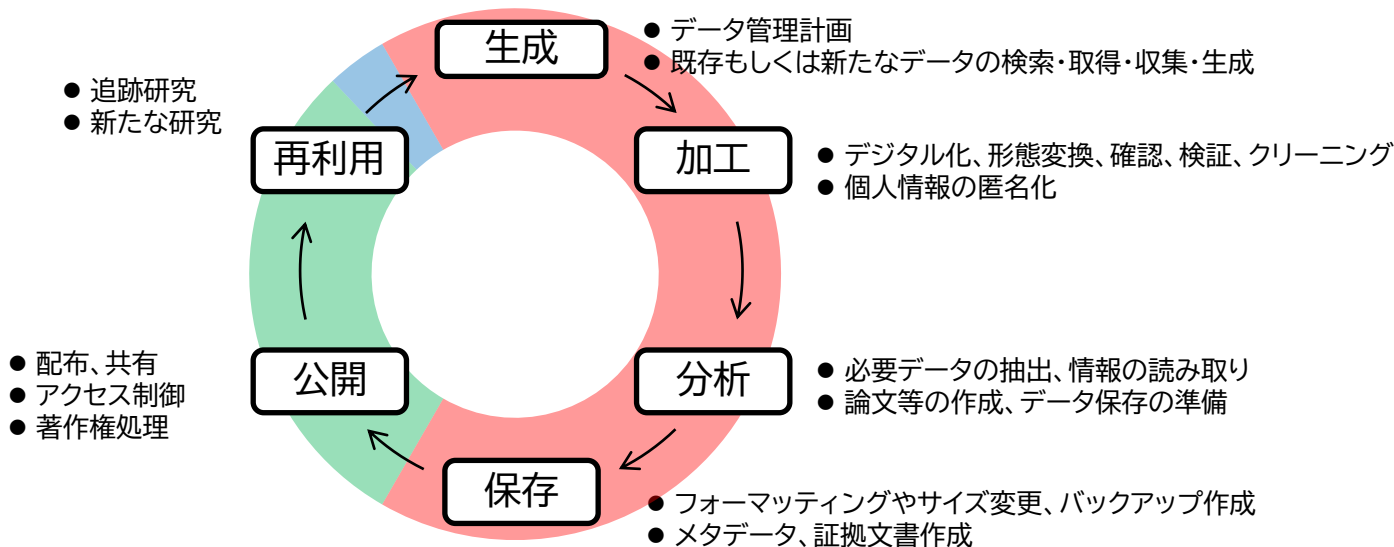 生成
● データ管理計画
● 既存もしくは新たなデータの検索・取得・収集・生成
加工
● デジタル化、形態変換、確認、検証、クリーニング
● 個人情報の匿名化
分析
● 必要データの抽出、情報の読み取り
● 論文等の作成、データ保存の準備
保存
● フォーマッティングやサイズ変更、バックアップ作成
● メタデータ、証拠文書作成
公開
● 配布、共有
● アクセス制御
● 著作権処理
再利用
● 追跡研究
● 新たな研究